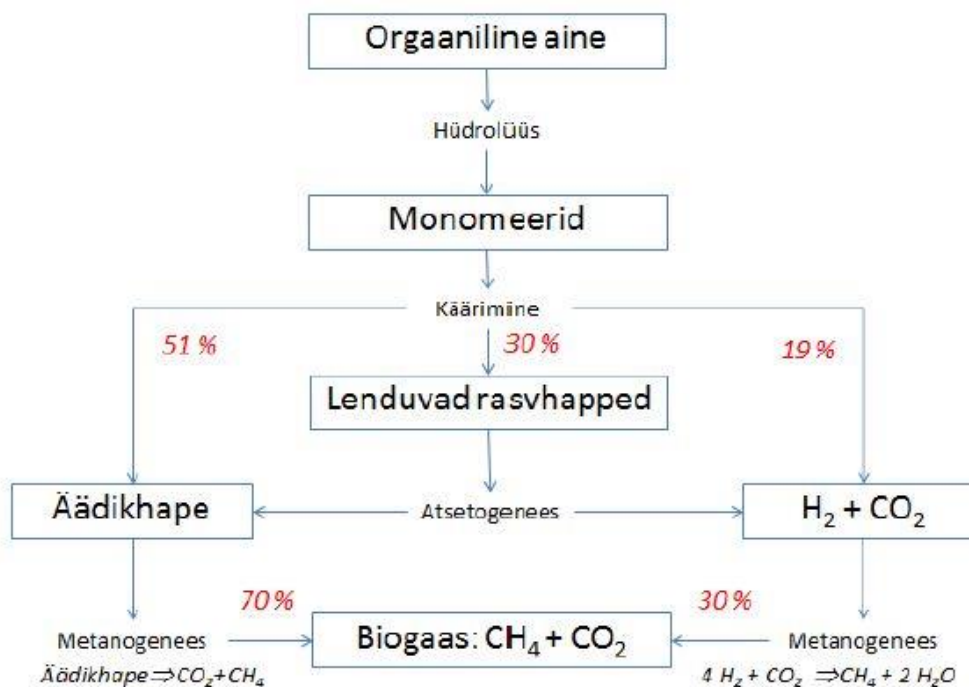 Orgaaniline aine
Hüdrolüüs
Monomeerid
Käärimine
51 %
30 %
19 %
Lenduvad rasvhapped
Äädikhape
Atsetogenees
H₂ + CO₂
70 %
30 %
Metanogenees
Biogaas: CH₄ + CO₂
Metanogenees
Äädikhape ⇒ CO₂+CH₄
4 H₂ + CO₂ ⇒ CH₄ + 2 H₂O